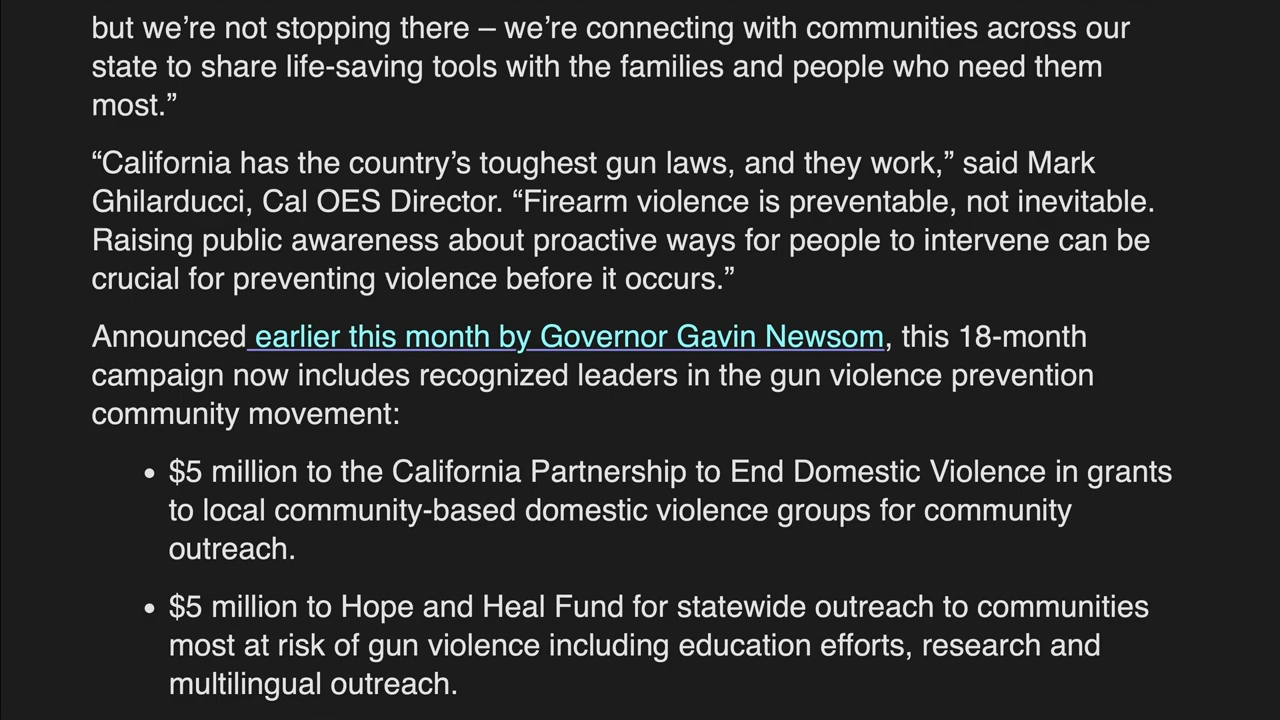 but we’re not stopping there – we’re connecting with communities across our
state to share life-saving tools with the families and people who need them
most.”
“California has the country’s toughest gun laws, and they work,” said Mark
Ghilarducci, Cal OES Director. “Firearm violence is preventable, not inevitable.
Raising public awareness about proactive ways for people to intervene can be
crucial for preventing violence before it occurs.”
Announced earlier this month by Governor Gavin Newsom, this 18-month
campaign now includes recognized leaders in the gun violence prevention
community movement:
• $5 million to the California Partnership to End Domestic Violence in grants
to local community-based domestic violence groups for community
outreach.
• $5 million to Hope and Heal Fund for statewide outreach to communities
most at risk of gun violence including education efforts, research and
multilingual outreach.